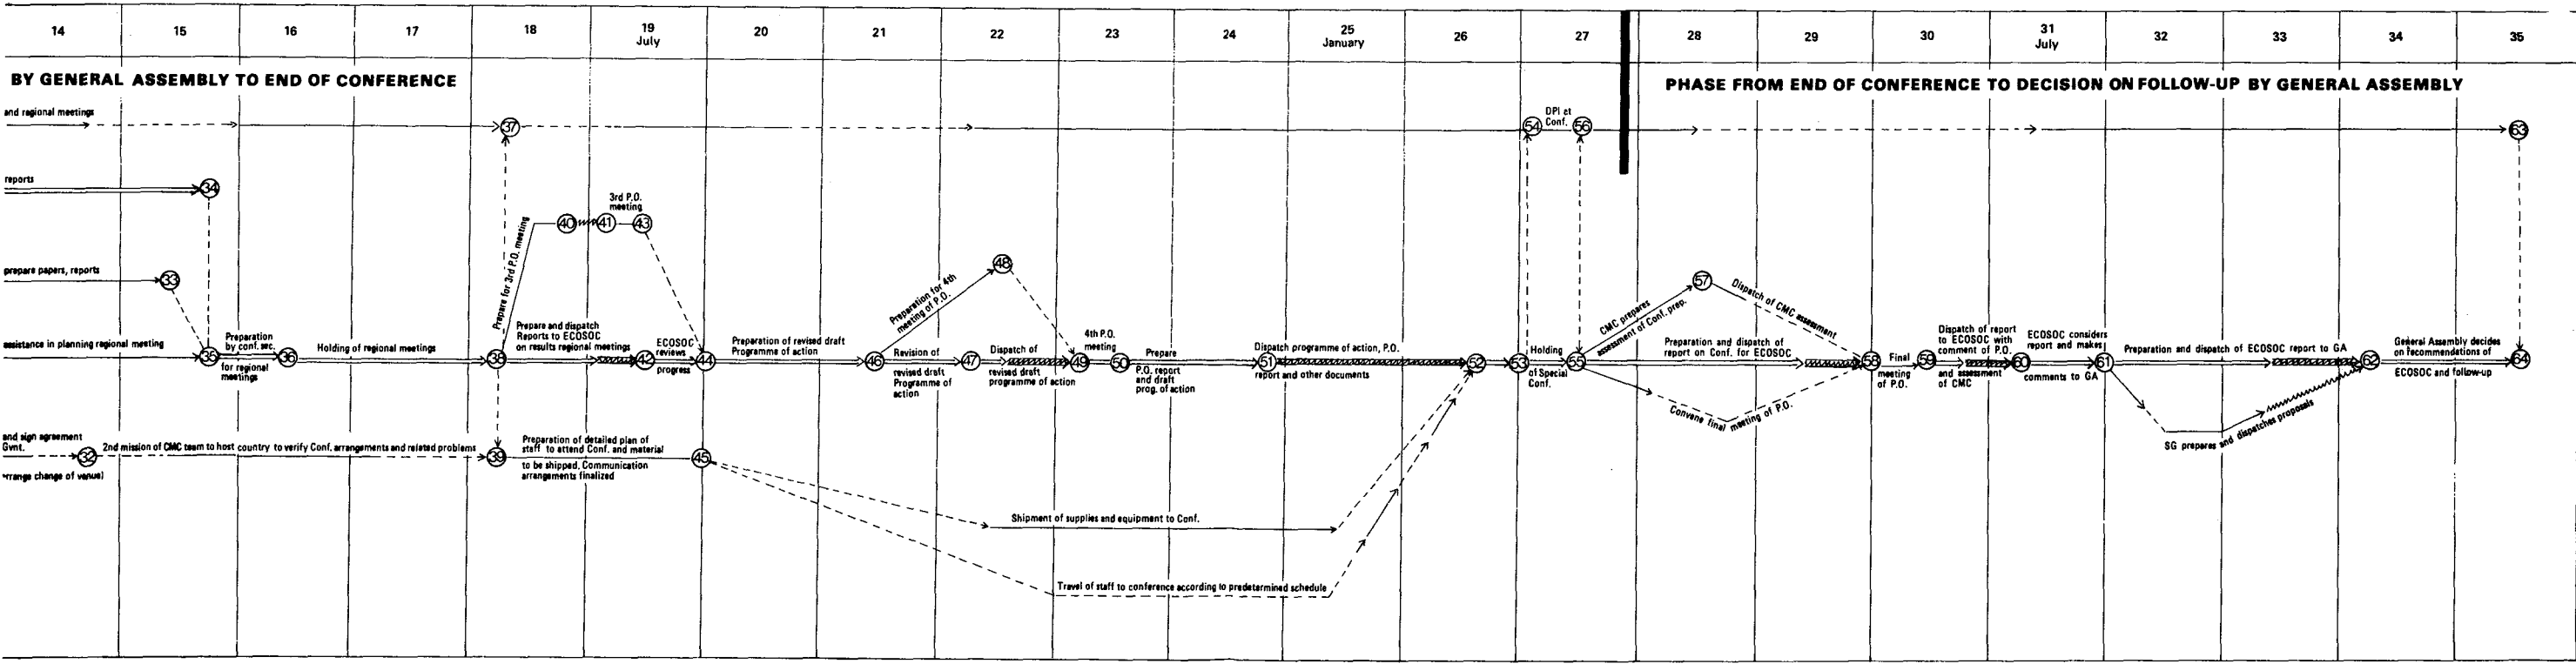 14 15 16 17 18 19 20 21 22 23 24 25 26 27 28 29 30 31 32 33 34 35
July January July
BY GENERAL ASSEMBLY TO END OF CONFERENCE
PHASE FROM END OF CONFERENCE TO DECISION ON FOLLOW-UP BY GENERAL ASSEMBLY
and regional meetings
37
54
DPI at
Conf.
56
63
reports
34
3rd P.O.
meeting
40 41 43
Prepare for 3rd P.O. meeting
prepare papers, reports
33
Preparation for 4th
meeting of P.O.
48
CMC prepares
assessment of Conf. prep.
57
Dispatch of CMC assessment
assistance in planning regional meeting
35
Preparation
by conf. sec.
for regional
meetings
36
Holding of regional meetings
38
Prepare and dispatch
Reports to ECOSOC
on results regional meetings
42
ECOSOC
reviews
progress
44
Preparation of revised draft
Programme of action
46
Revision of
revised draft
Programme of
action
47
Dispatch of
revised draft
programme of action
49
4th P.O.
meeting
50
Prepare
P.O. report
and draft
prog. of action
51
Dispatch programme of action, P.O.
report and other documents
52
53
Holding
of Special
Conf.
55
Preparation and dispatch of
report on Conf. for ECOSOC
58
Final
meeting
of P.O.
59
Dispatch of report
to ECOSOC with
comment of P.O.
and assessment
of CMC
60
ECOSOC considers
report and makes
comments to GA
61
Preparation and dispatch of ECOSOC report to GA
62
General Assembly decides
on recommendations of
ECOSOC and follow-up
64
Convene final meeting of P.O.
SG prepares and dispatches proposals
and sign agreement
Gvnt.
32
rrange change of venue)
2nd mission of CMC team to host country to verify Conf. arrangements and related problems
39
Preparation of detailed plan of
staff to attend Conf. and material
to be shipped. Communication
arrangements finalized
45
Shipment of supplies and equipment to Conf.
Travel of staff to conference according to predetermined schedule